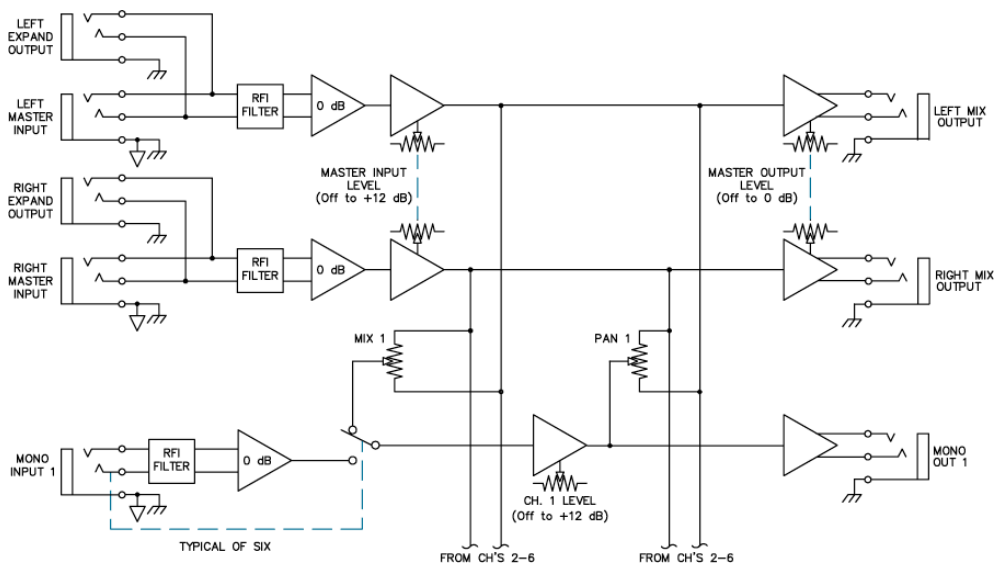 LEFT
EXPAND
OUTPUT
LEFT
MASTER
INPUT
RFI
FILTER
0 dB
LEFT MIX
OUTPUT
MASTER INPUT
LEVEL
(Off to +12 dB)
MASTER OUTPUT
LEVEL
(Off to 0 dB)
RIGHT
EXPAND
OUTPUT
RIGHT
MASTER
INPUT
RFI
FILTER
0 dB
RIGHT MIX
OUTPUT
MIX 1
PAN 1
MONO
INPUT 1
RFI
FILTER
0 dB
MONO
OUT 1
CH. 1 LEVEL
(Off to +12 dB)
TYPICAL OF SIX
FROM CH'S 2-6
FROM CH'S 2-6